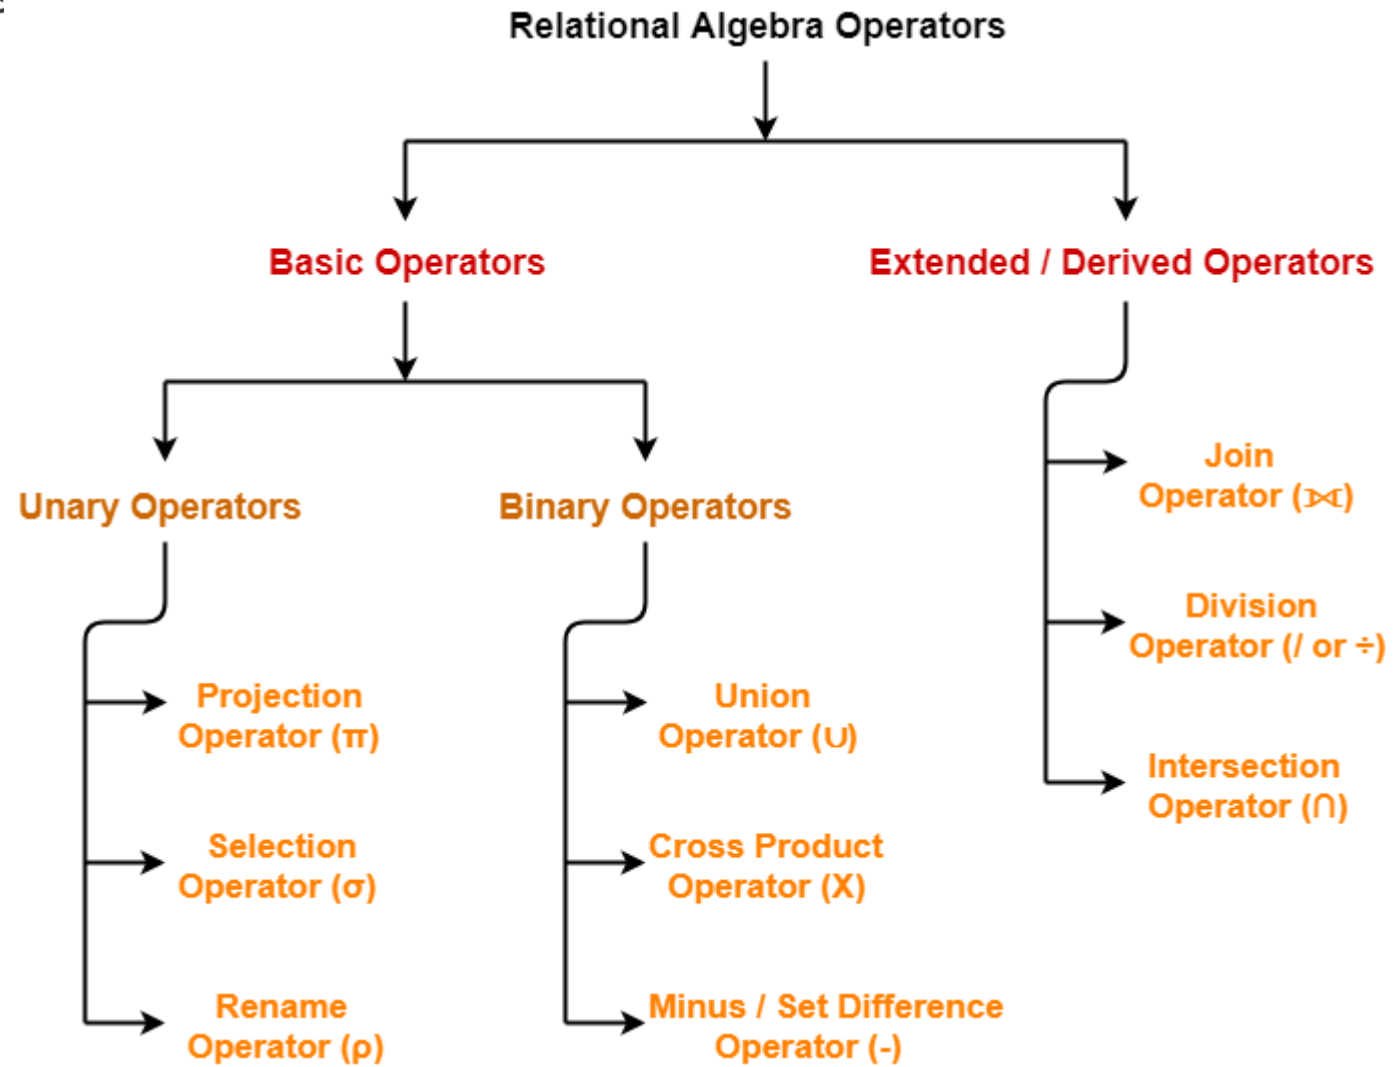 Relational Algebra Operators
Basic Operators
Extended / Derived Operators
Unary Operators
Binary Operators
Join
Operator (⟗)
Division
Operator (/ or ÷)
Intersection
Operator (∩)
Projection
Operator (π)
Selection
Operator (σ)
Rename
Operator (ρ)
Union
Operator (∪)
Cross Product
Operator (X)
Minus / Set Difference
Operator (-)